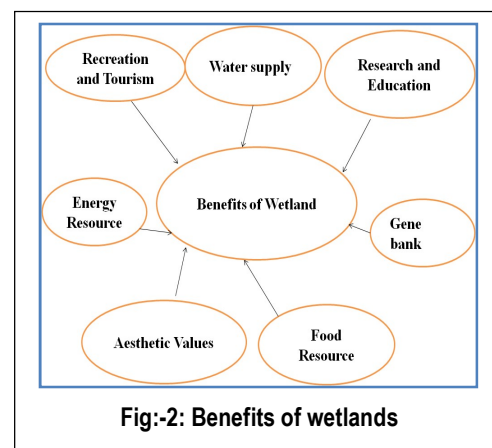 Recreation
and Tourism
Water supply
Research and
Education
Energy
Resource
Benefits of Wetland
Gene
bank
Aesthetic Values
Food
Resource
Fig:-2: Benefits of wetlands